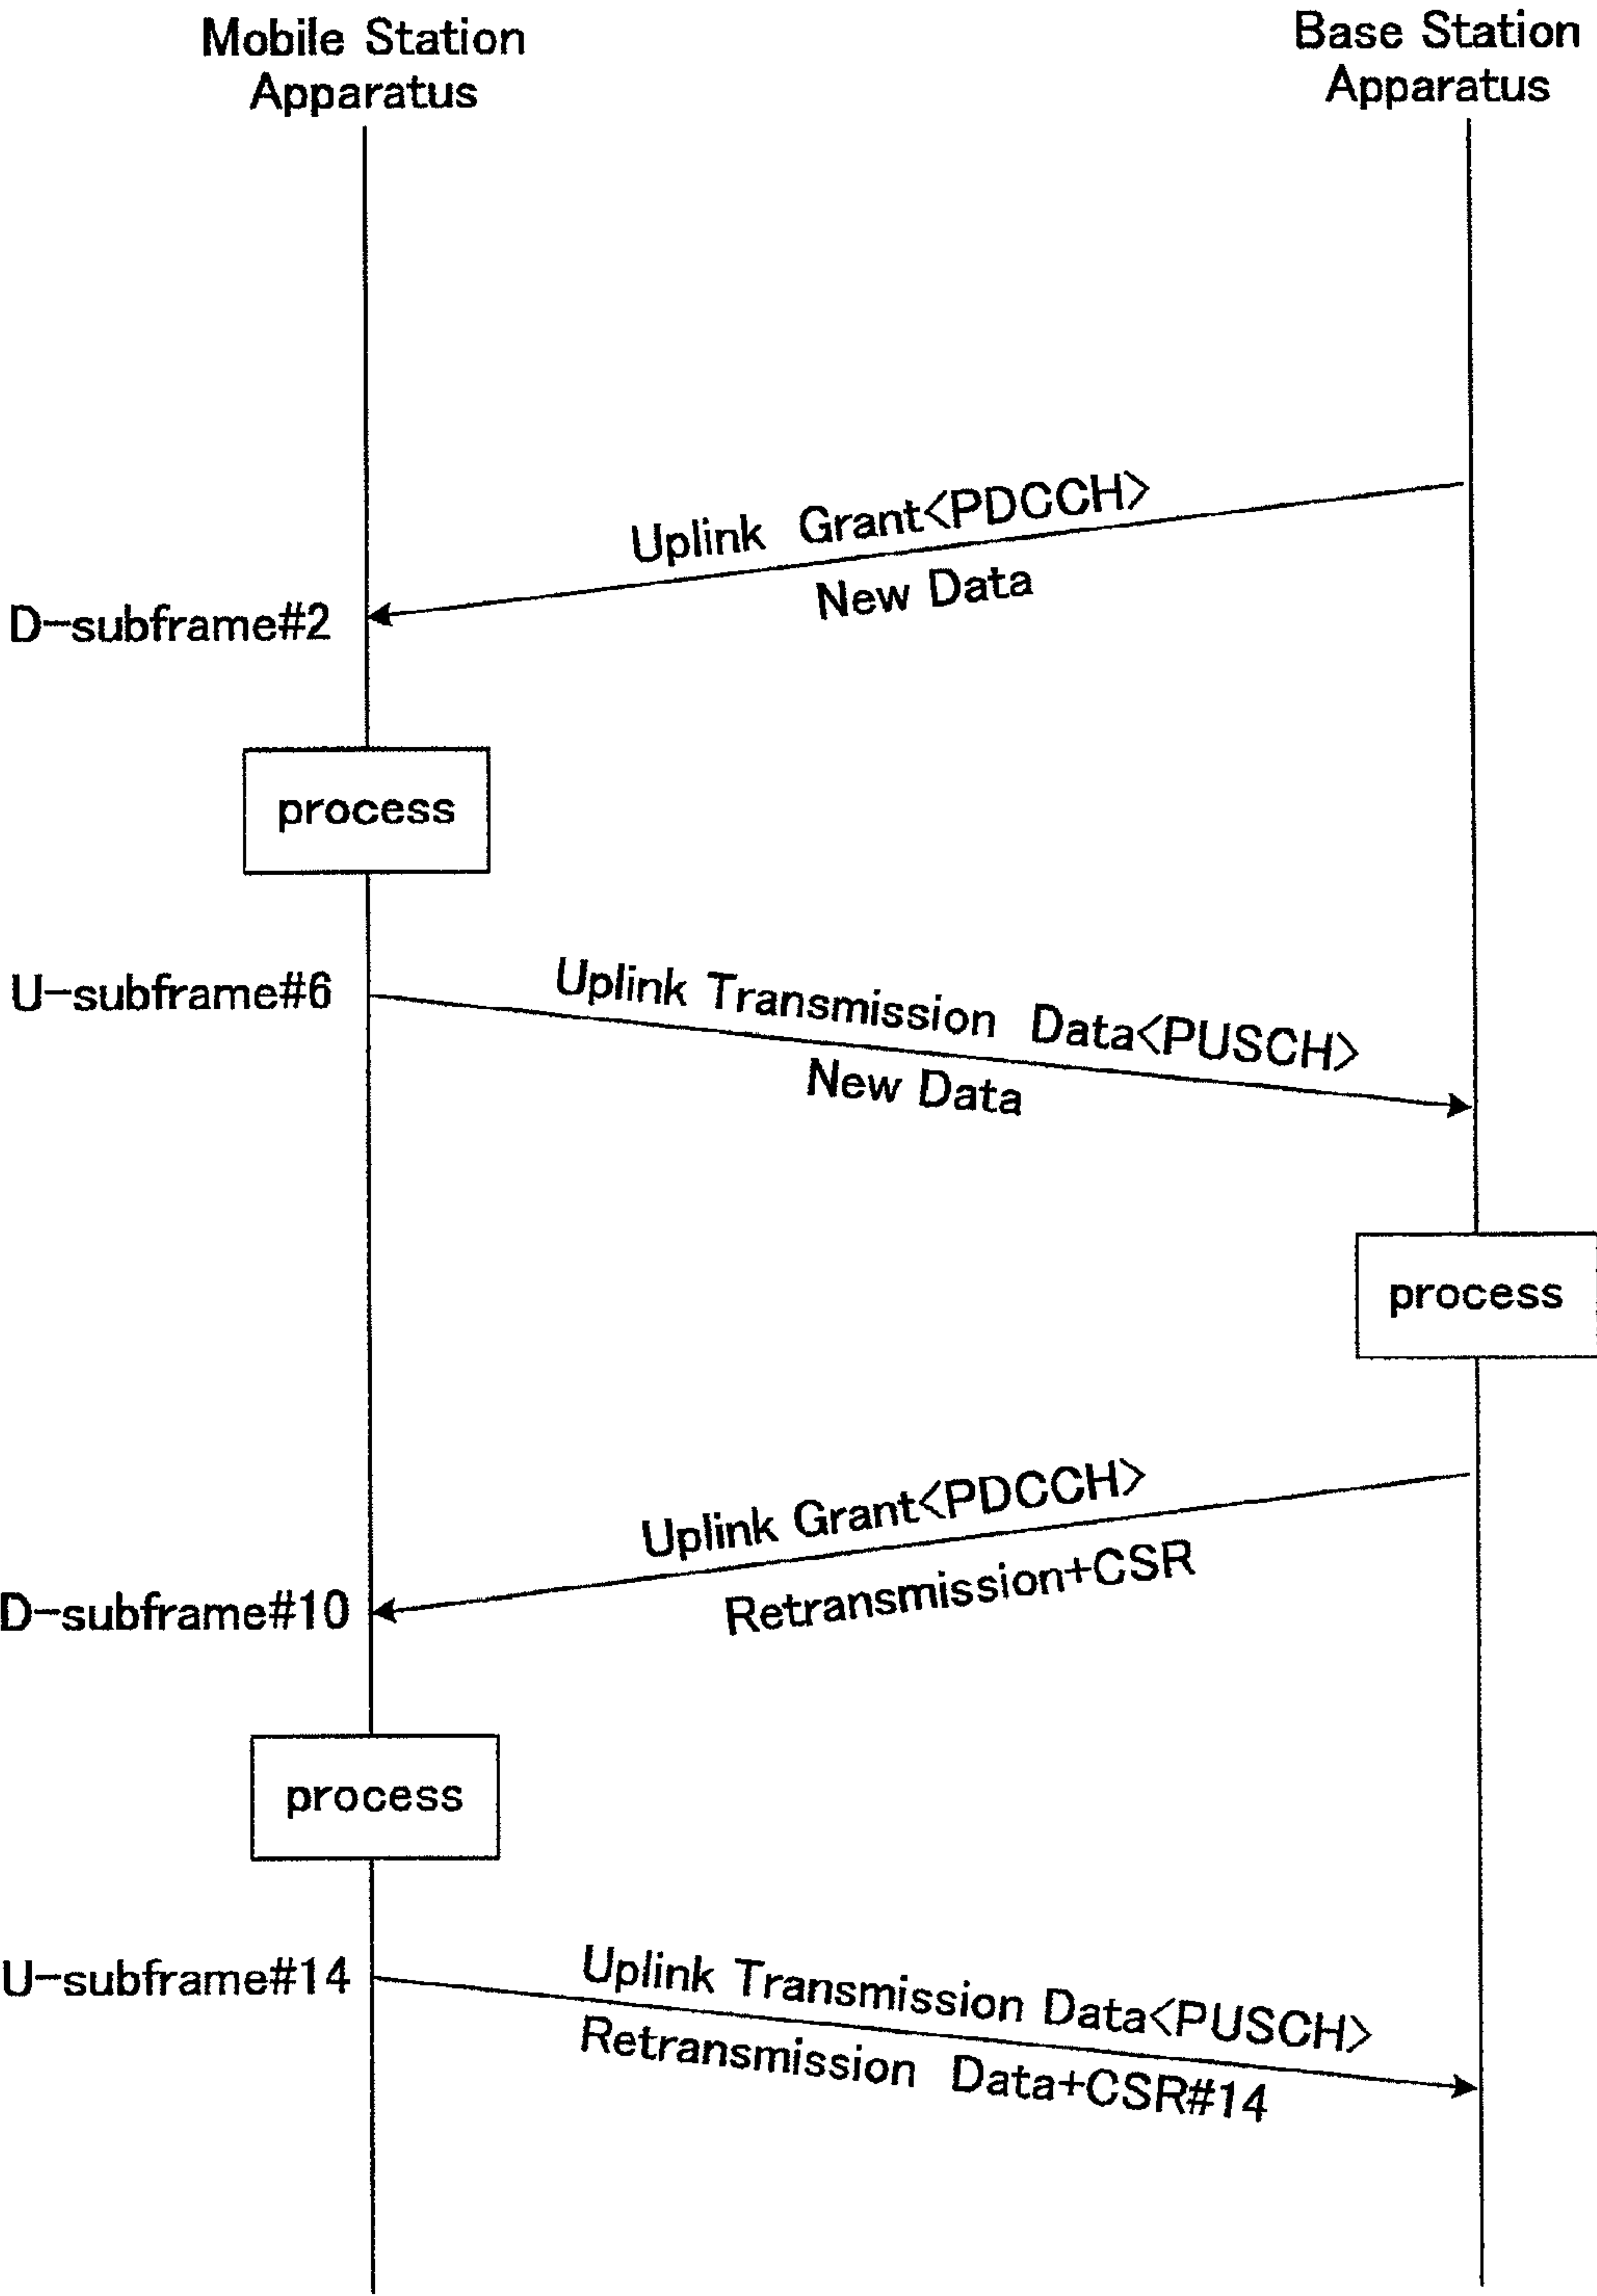 Mobile Station
Apparatus
Base Station
Apparatus
Uplink Grant<PDCCH>
New Data
D-subframe#2
process
U-subframe#6
Uplink Transmission Data<PUSCH>
New Data
process
Uplink Grant<PDCCH>
Retransmission+CSR
D-subframe#10
process
U-subframe#14
Uplink Transmission Data<PUSCH>
Retransmission Data+CSR#14